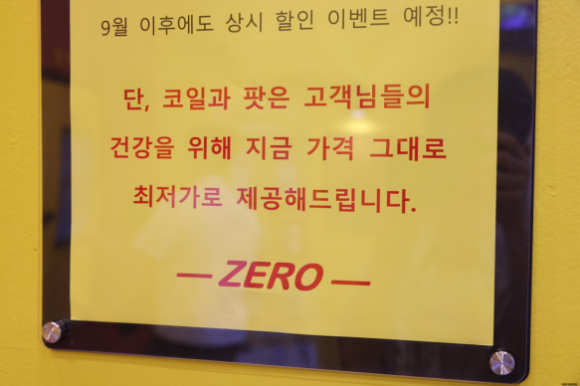 9월 이후에도 상시 할인 이벤트 예정!!
단, 코일과 팟은 고객님들의
건강을 위해 지금 가격 그대로
최저가로 제공해드립니다.
— ZERO —